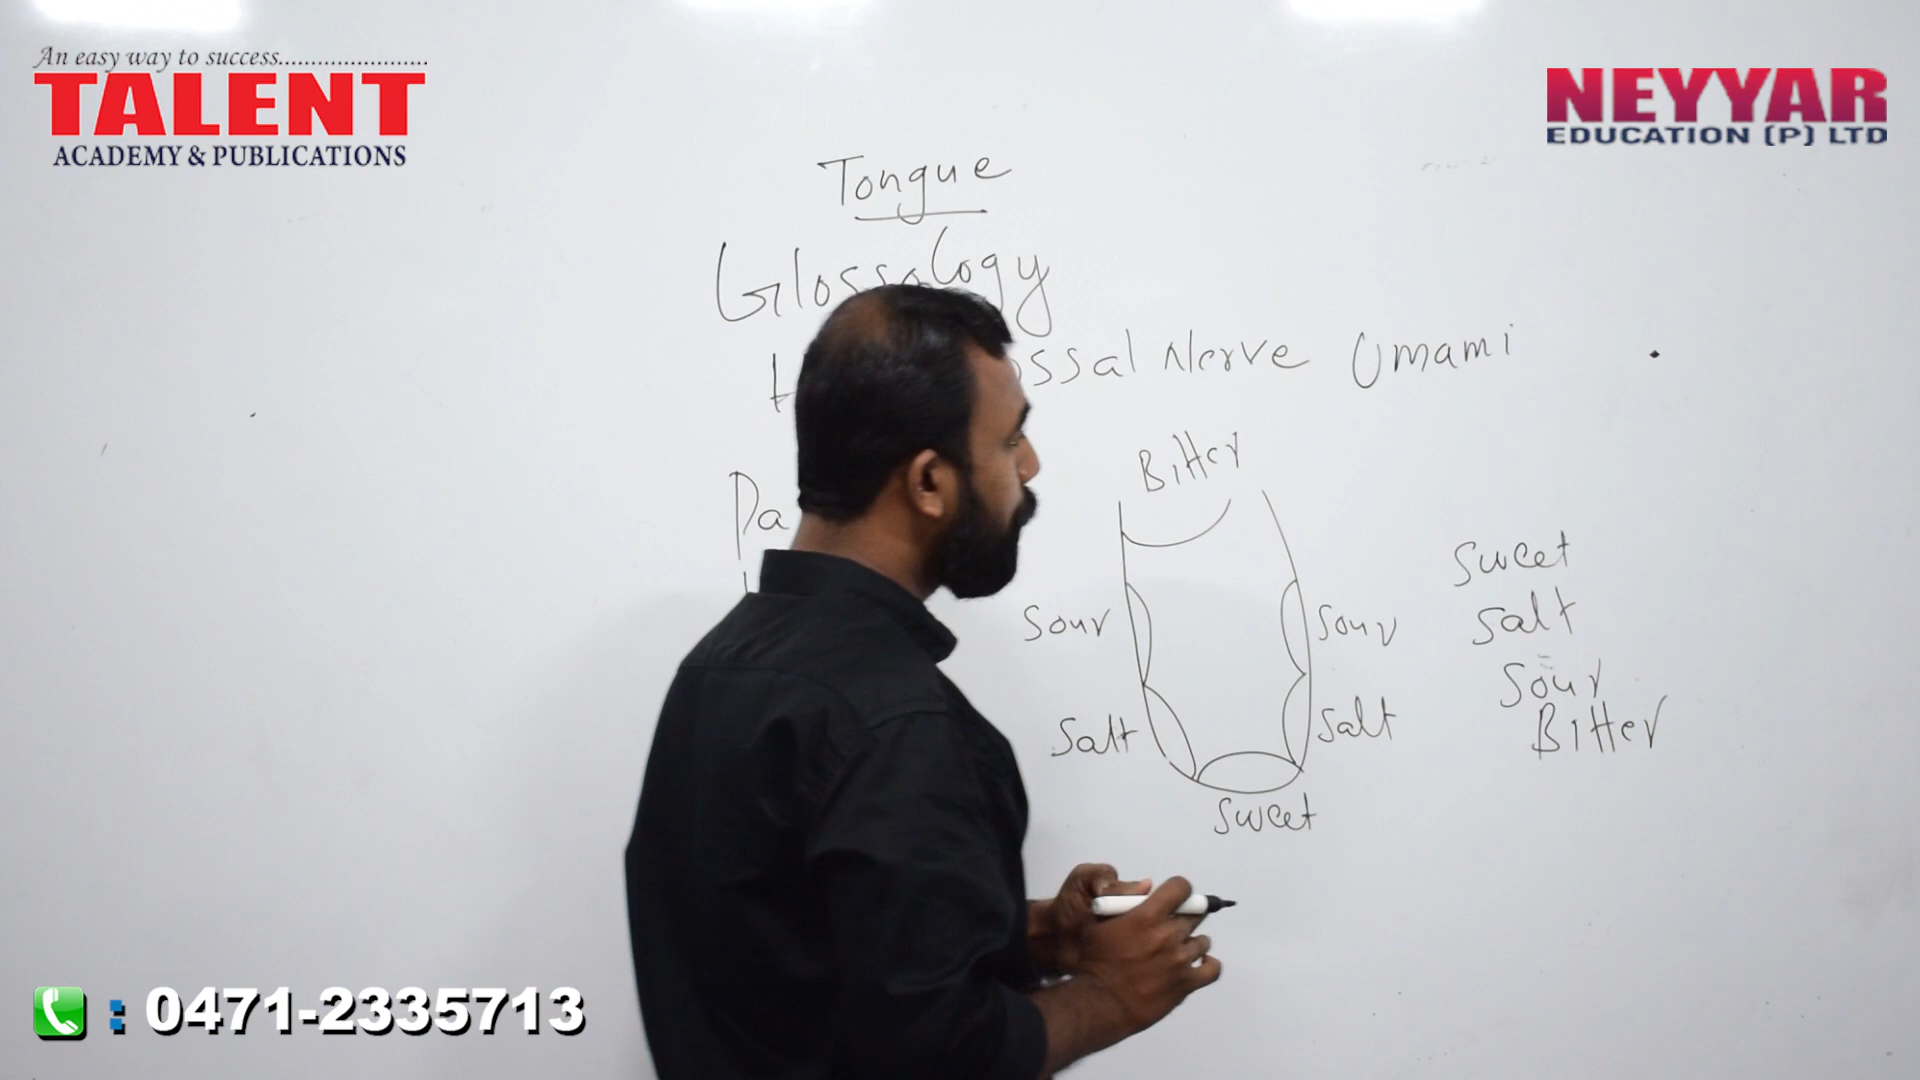 An easy way to success.......................
TALENT
ACADEMY & PUBLICATIONS
NEYYAR
EDUCATION (P) LTD
Tongue
Glossology
ossal Nerve Umami
Bitter
Pa
Sour Sour
Salt Salt
Sweet
Sweet
Salt
Sour
Bitter
: 0471-2335713